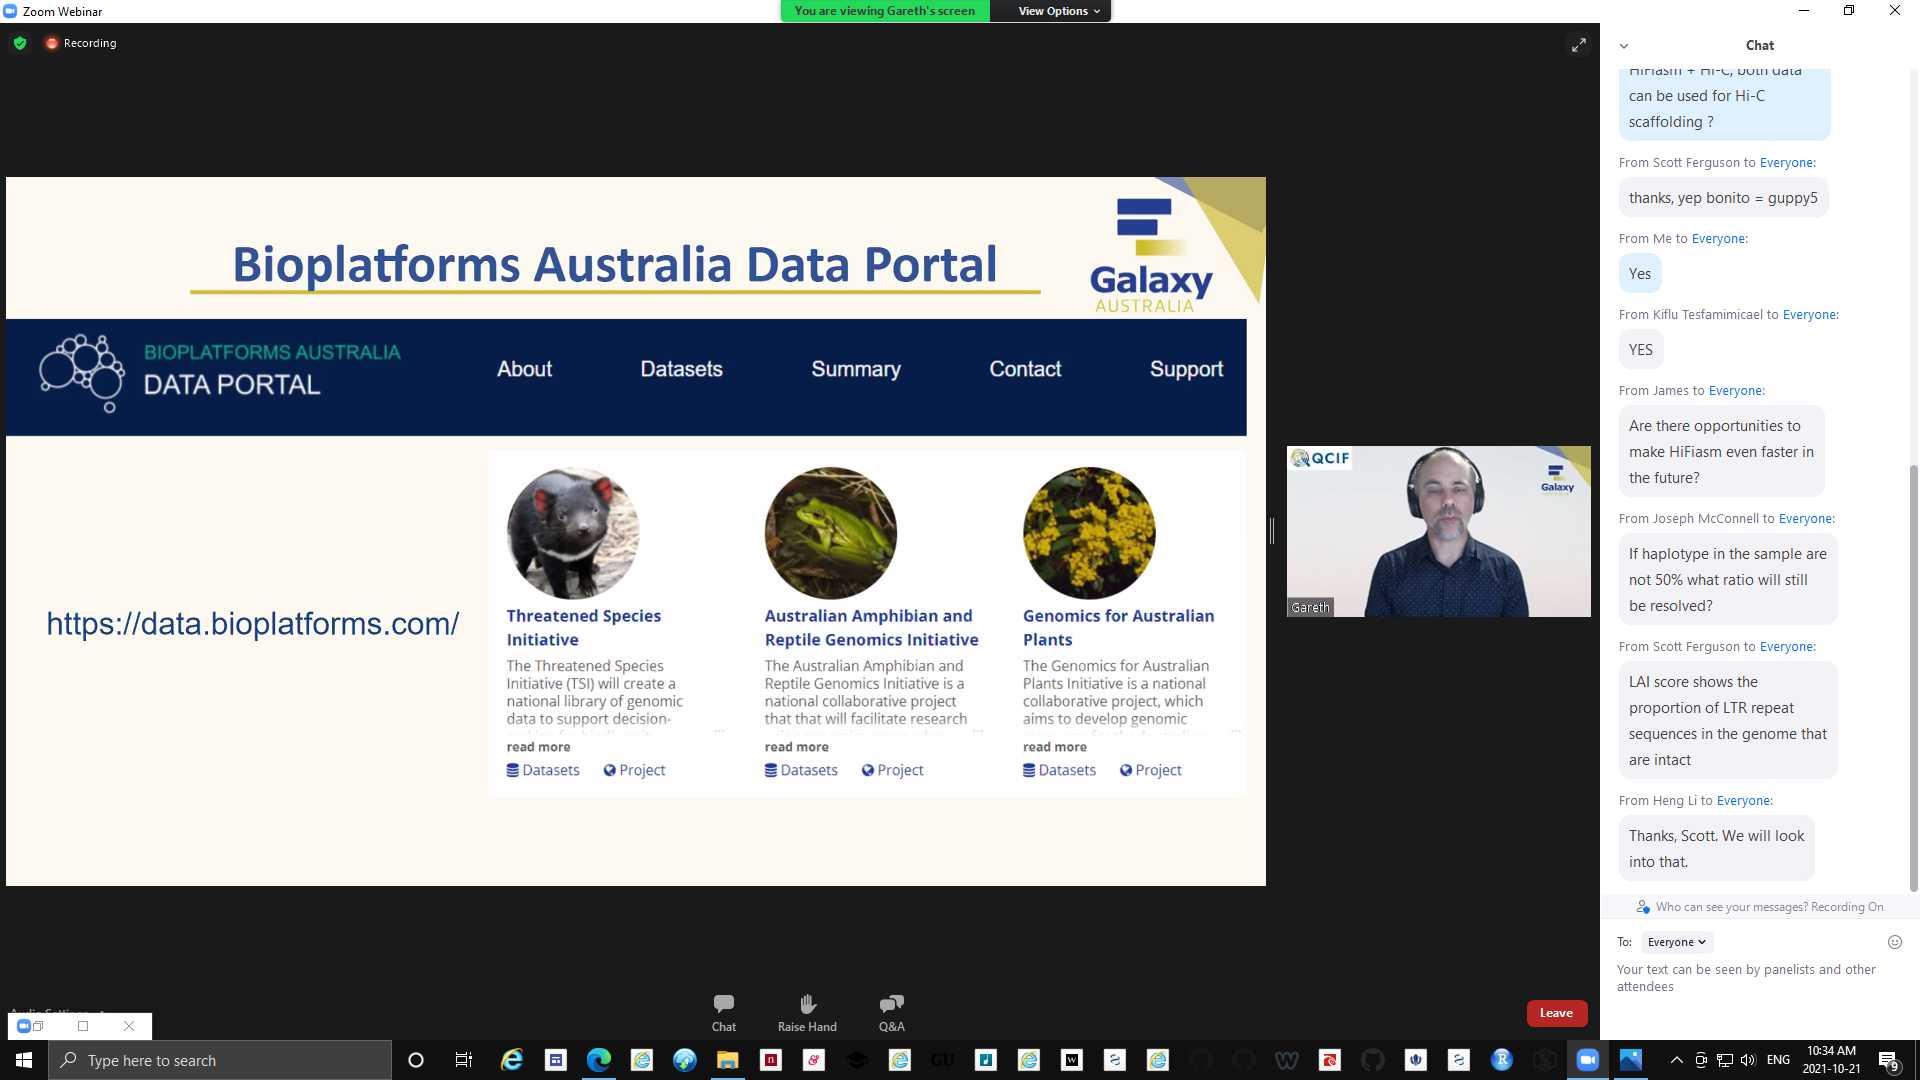 Zoom Webinar
You are viewing Gareth's screen
View Options
Recording
Bioplatforms Australia Data Portal
Galaxy
AUSTRALIA
BIOPLATFORMS AUSTRALIA
DATA PORTAL
About
Datasets
Summary
Contact
Support
https://data.bioplatforms.com/
Threatened Species
Initiative
The Threatened Species
Initiative (TSI) will create a
national library of genomic
data to support decision-
...
read more
Datasets
Project
Australian Amphibian and
Reptile Genomics Initiative
The Australian Amphibian and
Reptile Genomics Initiative is a
national collaborative project
that that will facilitate research
...
read more
Datasets
Project
Genomics for Australian
Plants
The Genomics for Australian
Plants Initiative is a national
collaborative project, which
aims to develop genomic
...
read more
Datasets
Project
QCIF
Galaxy
Gareth
Chat
HiFiasm + Hi-C, both data
can be used for Hi-C
scaffolding ?
From Scott Ferguson to Everyone:
thanks, yep bonito = guppy5
From Me to Everyone:
Yes
From Kiflu Tesfamimicael to Everyone:
YES
From James to Everyone:
Are there opportunities to
make HiFiasm even faster in
the future?
From Joseph McConnell to Everyone:
If haplotype in the sample are
not 50% what ratio will still
be resolved?
From Scott Ferguson to Everyone:
LAI score shows the
proportion of LTR repeat
sequences in the genome that
are intact
From Heng Li to Everyone:
Thanks, Scott. We will look
into that.
Who can see your messages? Recording On
To: Everyone
Your text can be seen by panelists and other
attendees
Chat
Raise Hand
Q&A
Leave
Type here to search
GU
ENG
10:34 AM
2021-10-21
9